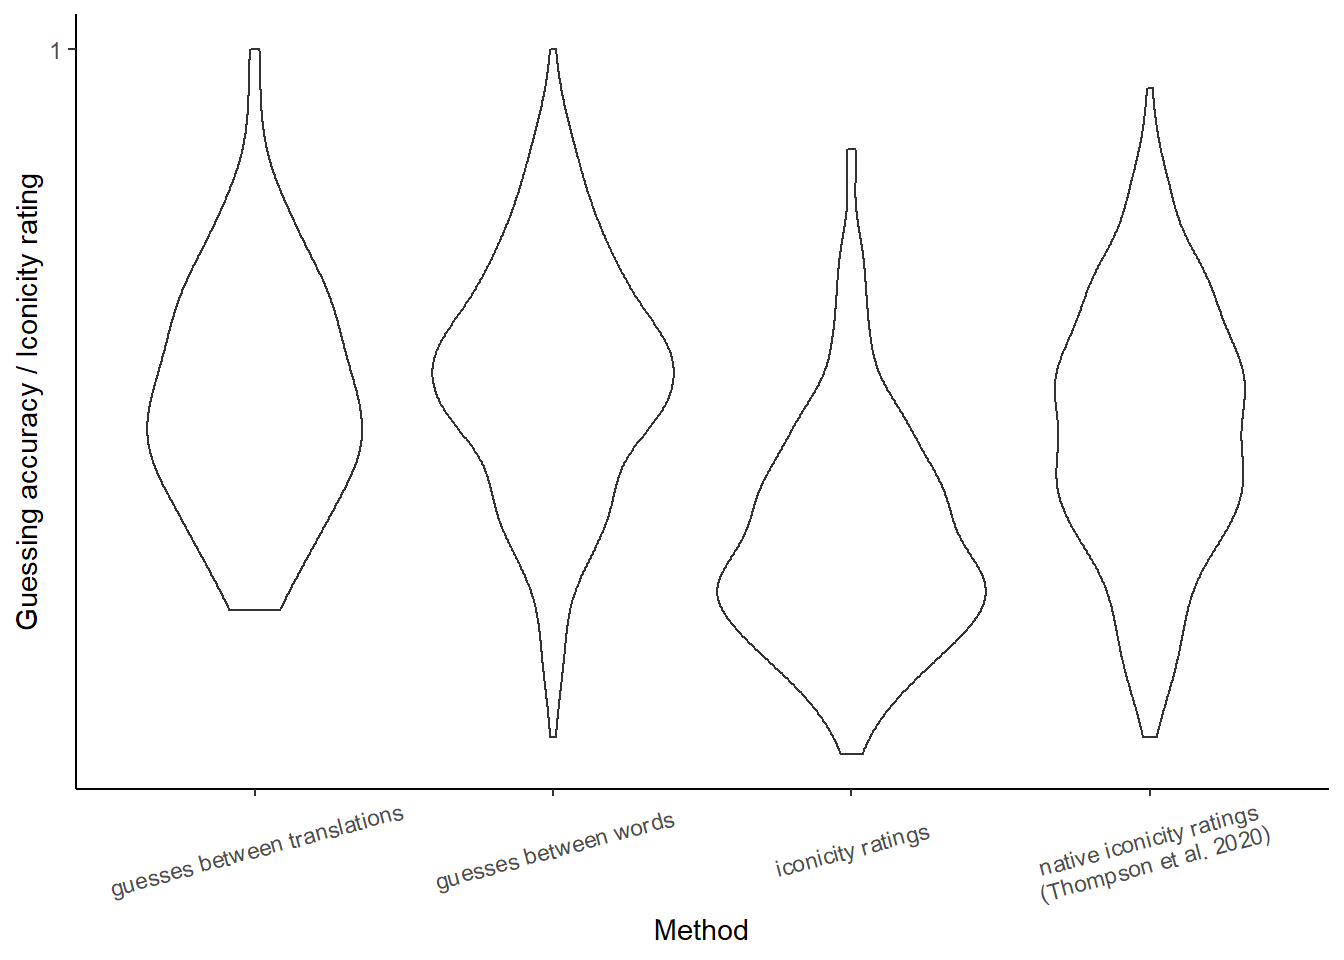 1
Guessing accuracy / Iconicity rating
guesses between translations
guesses between words
iconicity ratings
native iconicity ratings
(Thompson et al. 2020)
Method